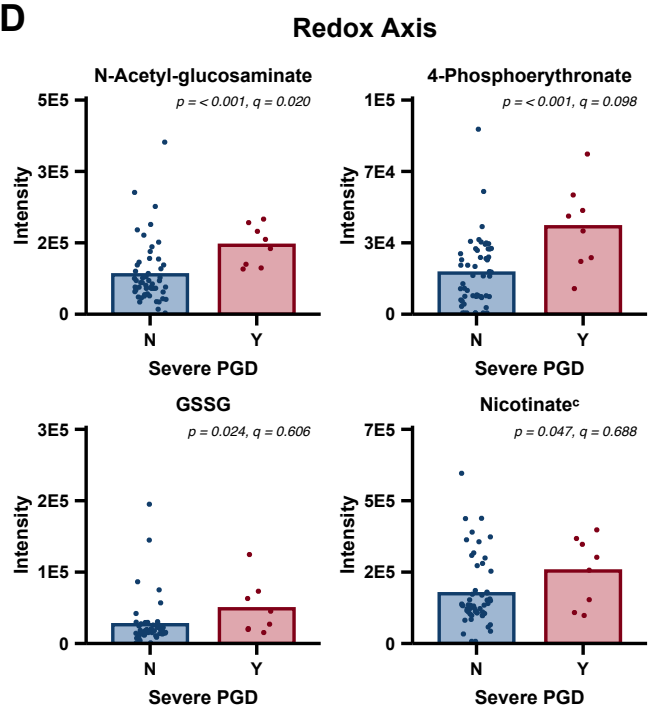 D
Redox Axis
N-Acetyl-glucosaminate
p = < 0.001, q = 0.020
5E5
3E5
2E5
0
Intensity
N Y
Severe PGD
4-Phosphoerythronate
p = < 0.001, q = 0.098
1E5
7E4
3E4
0
Intensity
N Y
Severe PGD
GSSG
p = 0.024, q = 0.606
3E5
2E5
1E5
0
Intensity
N Y
Severe PGD
Nicotinateᶜ
p = 0.047, q = 0.688
7E5
5E5
2E5
0
Intensity
N Y
Severe PGD